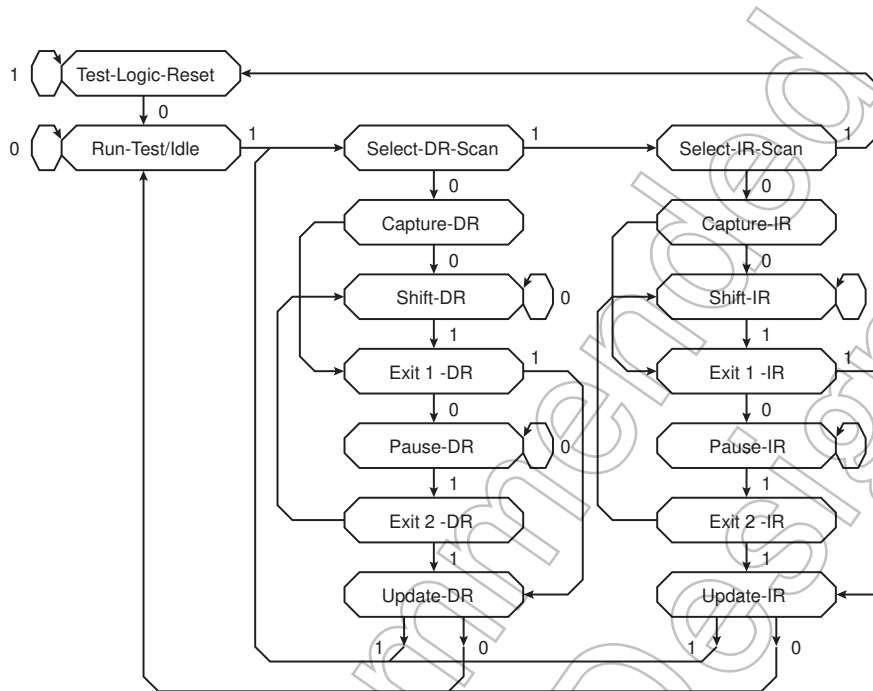 Test-Logic-Reset
1
0
Run-Test/Idle
0
1
Select-DR-Scan
1
Select-IR-Scan
1
0
0
Capture-DR
Capture-IR
0
0
Shift-DR
0
Shift-IR
1
1
Exit 1 -DR
1
Exit 1 -IR
1
0
0
Pause-DR
0
Pause-IR
1
1
Exit 2 -DR
Exit 2 -IR
1
1
Update-DR
Update-IR
1
0
1
0